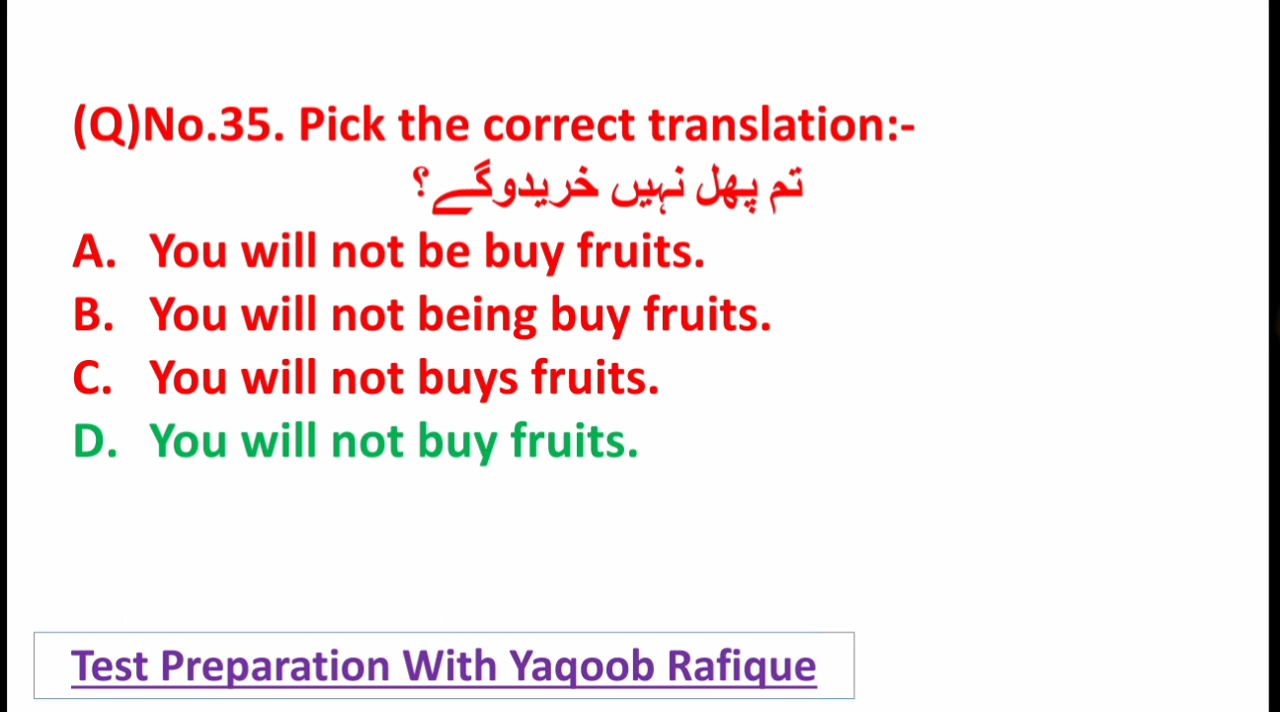 (Q)No.35. Pick the correct translation:-
تم پھل نہیں خریدوگے؟
A. You will not be buy fruits.
B. You will not being buy fruits.
C. You will not buys fruits.
D. You will not buy fruits.
Test Preparation With Yaqoob Rafique